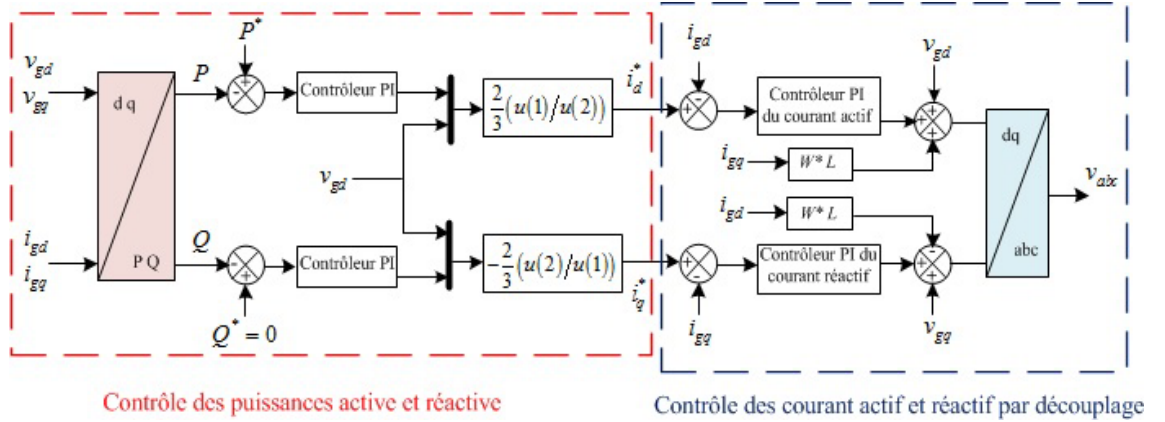 P*
v_gd
v_gq
P
+
-
d q
P Q
Contrôleur PI
2/3(u(1)/u(2))
i*_d
v_gd
i_gd
i_gq
Q
-
+
Q* = 0
Contrôleur PI
-2/3(u(2)/u(1))
i*_q
i_gd
-
+
Contrôleur PI
du courant actif
v_gd
+
+
+
i_gq
W* L
i_gd
W* L
+
-
i_gq
Contrôleur PI du
courant réactif
-
+
+
v_gq
dq
abc
v_abc
Contrôle des puissances active et réactive
Contrôle des courant actif et réactif par découplage